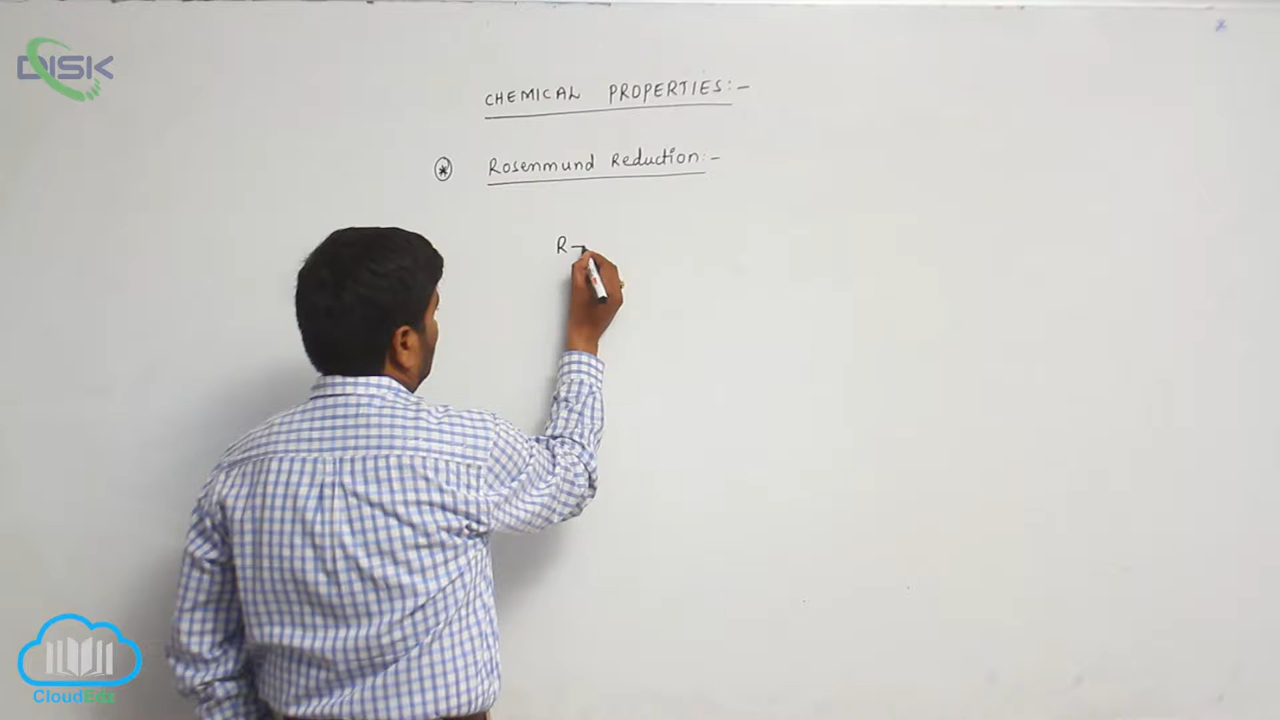 DISK
CHEMICAL PROPERTIES:-
* Rosenmund Reduction:-
R-
CloudEdz